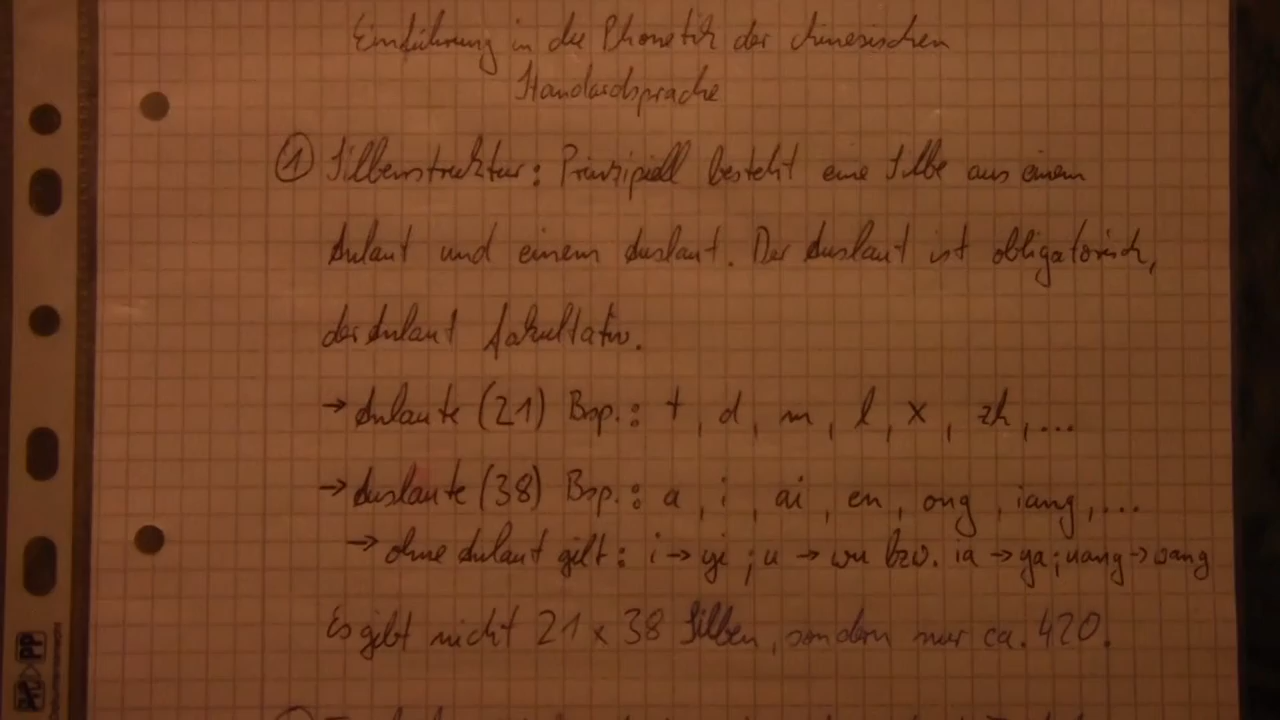 Einführung in die Phonetik der chinesischen
Standardsprache
① Silbenstruktur: Prinzipiell besteht eine Silbe aus einem
Anlaut und einem Auslaut. Der Auslaut ist obligatorisch,
der Anlaut fakultativ.
→ Anlaute (21) Bsp.: t, d, m, l, x, zh, ...
→ Auslaute (38) Bsp.: a, i, ai, en, ong, iang, ...
→ ohne Anlaut gilt: i → yi ; u → wu bzw. ia → ya; uang → wang
Es gibt nicht 21 x 38 Silben, sondern nur ca. 420.
PP